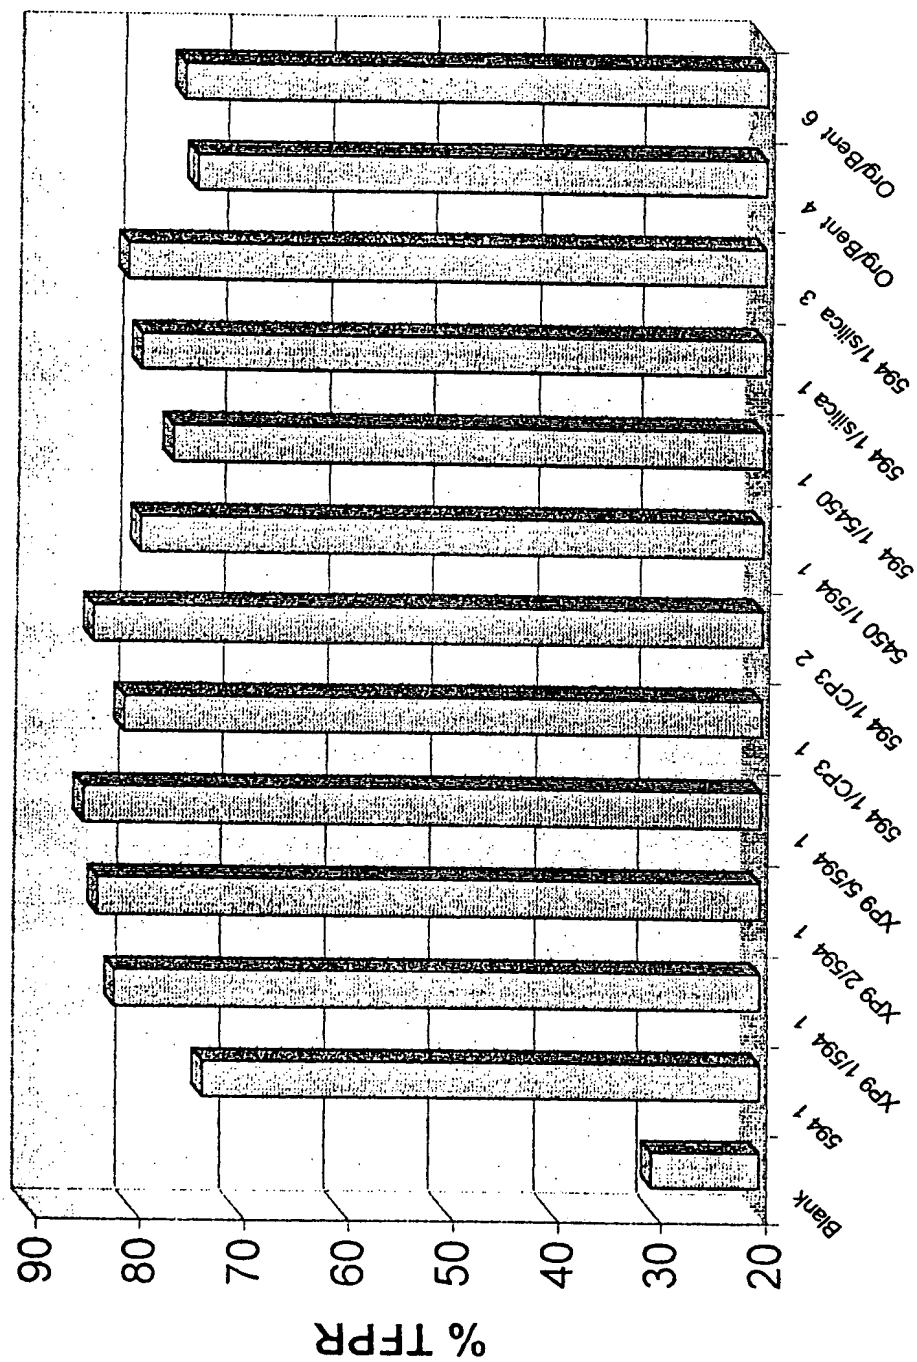 % TFPR
90
80
70
60
50
40
30
20
Blank
594 1
XP9 1/594 1
XP9 2/594 1
XP9 5/594 1
594 1/CP3 1
594 1/CP3 2
5450 1/594 1
594 1/5450 1
594 1/sillica 1
594 1/sillica 3
Org/Bent 4
Org/Bent 6